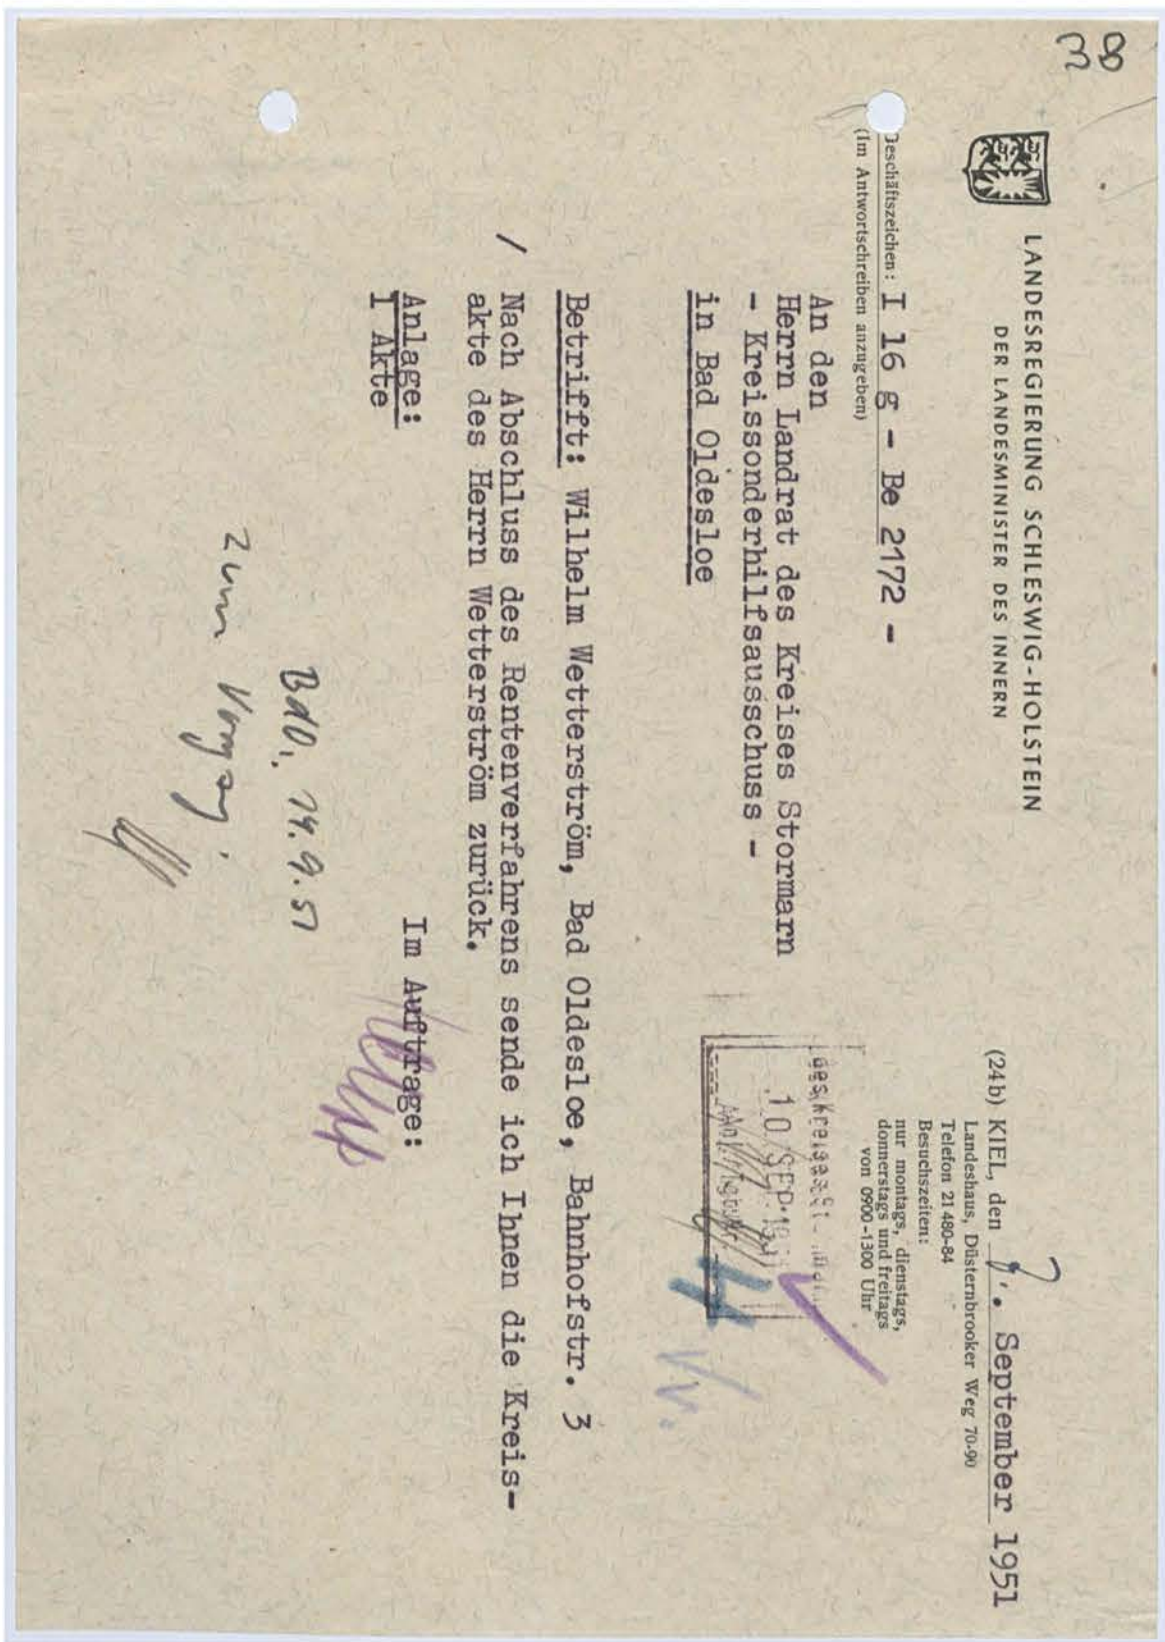 38
LANDESREGIERUNG SCHLESWIG-HOLSTEIN
DER LANDESMINISTER DES INNERN
(24b) KIEL, den . September 1951
Landeshaus, Düsternbrooker Weg 70-90
Telefon 21 480-84
Besuchszeiten:
nur montags, dienstags,
donnerstags und freitags
von 0900-1300 Uhr
Geschäftszeichen: I 16 g - Be 2172 -
(Im Antwortschreiben anzugeben)
An den
Herrn Landrat des Kreises Stormarn
- Kreissonderhilfsausschuss -
in Bad Oldesloe
des Kreises
10. SEP. 1951
4
Betrifft: Wilhelm Wetterström, Bad Oldesloe, Bahnhofstr. 3
/ Nach Abschluss des Rentenverfahrens sende ich Ihnen die Kreis-
akte des Herrn Wetterström zurück.
Anlage:
1 Akte
Im Auftrage:
BdO., 14.9.51
zum Vorgang.